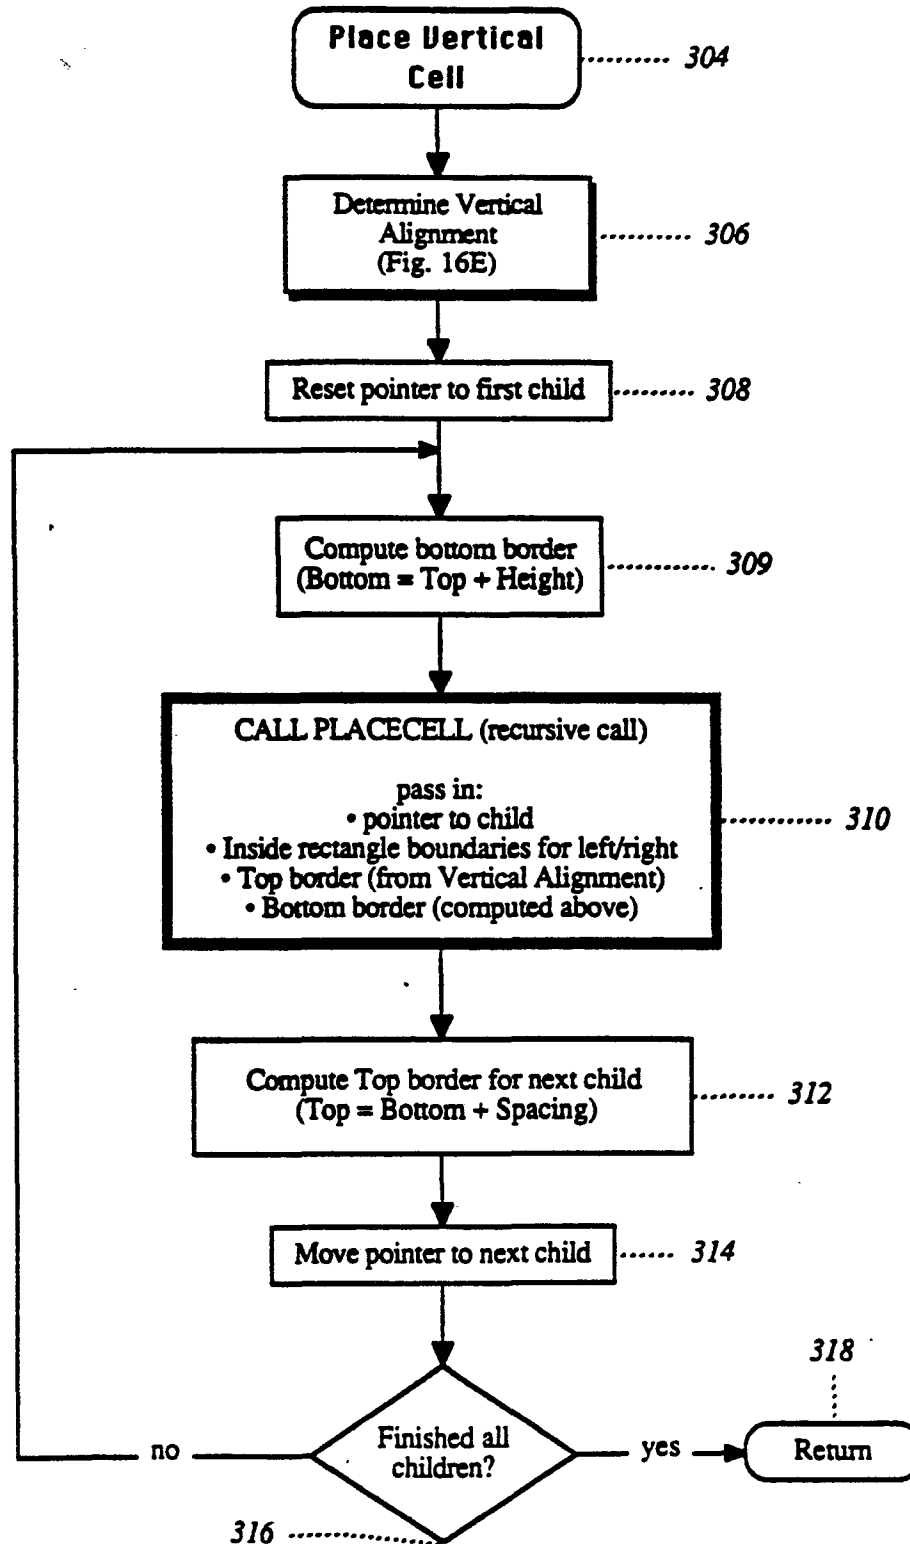 Place Vertical
Cell
304
Determine Vertical
Alignment
(Fig. 16E)
306
Reset pointer to first child
308
Compute bottom border
(Bottom = Top + Height)
309
CALL PLACECELL (recursive call)
pass in:
• pointer to child
• Inside rectangle boundaries for left/right
• Top border (from Vertical Alignment)
• Bottom border (computed above)
310
Compute Top border for next child
(Top = Bottom + Spacing)
312
Move pointer to next child
314
Finished all
children?
316
no
yes
Return
318